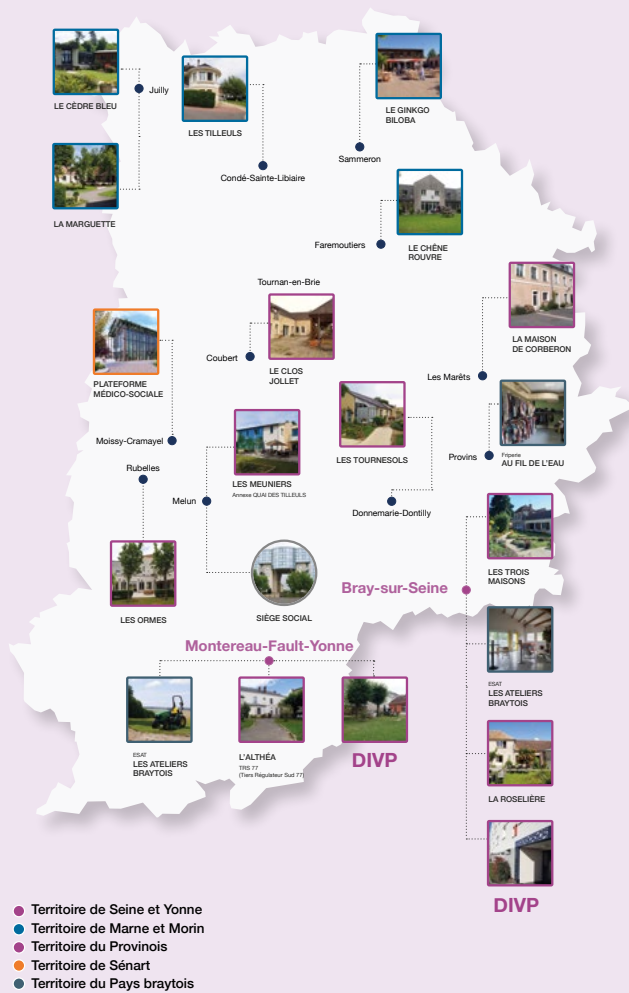 LE CÈDRE BLEU
Juilly
LES TILLEULS
LE GINKGO
BILOBA
LA MARGUETTE
Condé-Sainte-Libiaire
Sammeron
Faremoutiers
LE CHÊNE
ROUVRE
Tournan-en-Brie
Coubert
LE CLOS
JOLLET
LA MAISON
DE CORBERON
Les Marêts
PLATEFORME
MÉDICO-SOCIALE
Moissy-Cramayel
LES MEUNIERS
Annexe QUAI DES TILLEULS
LES TOURNESOLS
Provins
Friperie
AU FIL DE L'EAU
Rubelles
Melun
Donnemarie-Dontilly
LES ORMES
SIÈGE SOCIAL
Bray-sur-Seine
LES TROIS
MAISONS
ESAT
LES ATELIERS
BRAYTOIS
Montereau-Fault-Yonne
ESAT
LES ATELIERS
BRAYTOIS
L'ALTHÉA
TRS 77
(Tiers Régulateur Sud 77)
DIVP
LA ROSELIÈRE
DIVP
Territoire de Seine et Yonne
Territoire de Marne et Morin
Territoire du Provinois
Territoire de Sénart
Territoire du Pays braytois